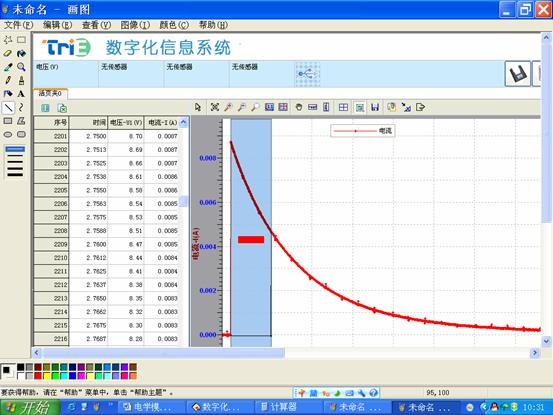 未命名 - 画图
文件(F) 编辑(E) 查看(V) 图像(I) 颜色(C) 帮助(H)
TriE 数字化信息系统
电压(V) 无传感器 无传感器 无传感器
活页夹0
序号 时间 电压-U1(V) 电流-I(A)
2201 2.7500 8.70 0.0087
2202 2.7513 8.69 0.0087
2203 2.7525 8.66 0.0087
2204 2.7538 8.61 0.0086
2205 2.7550 8.58 0.0086
2206 2.7563 8.54 0.0085
2207 2.7575 8.53 0.0085
2208 2.7588 8.51 0.0085
2209 2.7600 8.47 0.0085
2210 2.7612 8.44 0.0084
2211 2.7625 8.41 0.0084
2212 2.7637 8.38 0.0084
2213 2.7650 8.35 0.0083
2214 2.7662 8.32 0.0083
2215 2.7675 8.30 0.0083
2216 2.7687 8.28 0.0083
电流
电流-I(A)
0.008
0.006
0.004
0.002
0.000
要获得帮助，请在“帮助”菜单中，单击“帮助主题”。
简
95,100
开始
电学模...
数字化...
计算器
未命名 ...
未命名 ...
10:31